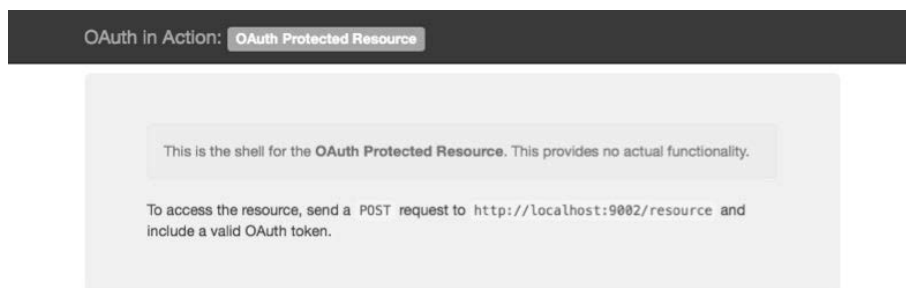 OAuth in Action: OAuth Protected Resource
This is the shell for the OAuth Protected Resource. This provides no actual functionality.
To access the resource, send a POST request to http://localhost:9002/resource and
include a valid OAuth token.